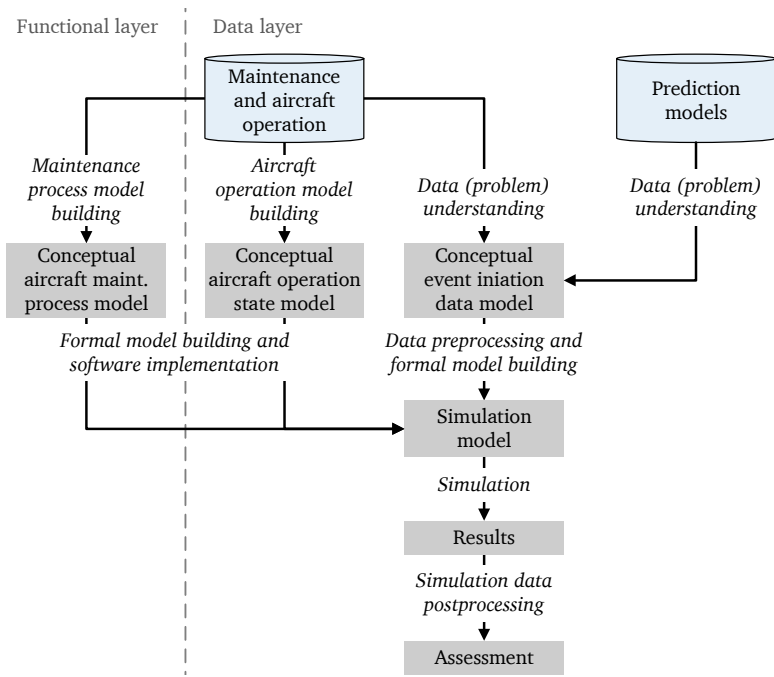 Functional layer
Data layer
Maintenance
and aircraft
operation
Prediction
models
Maintenance
process model
building
Aircraft
operation model
building
Data (problem)
understanding
Data (problem)
understanding
Conceptual
aircraft maint.
process model
Conceptual
aircraft operation
state model
Conceptual
event iniation
data model
Formal model building and
software implementation
Data preprocessing and
formal model building
Simulation
model
Simulation
Results
Simulation data
postprocessing
Assessment